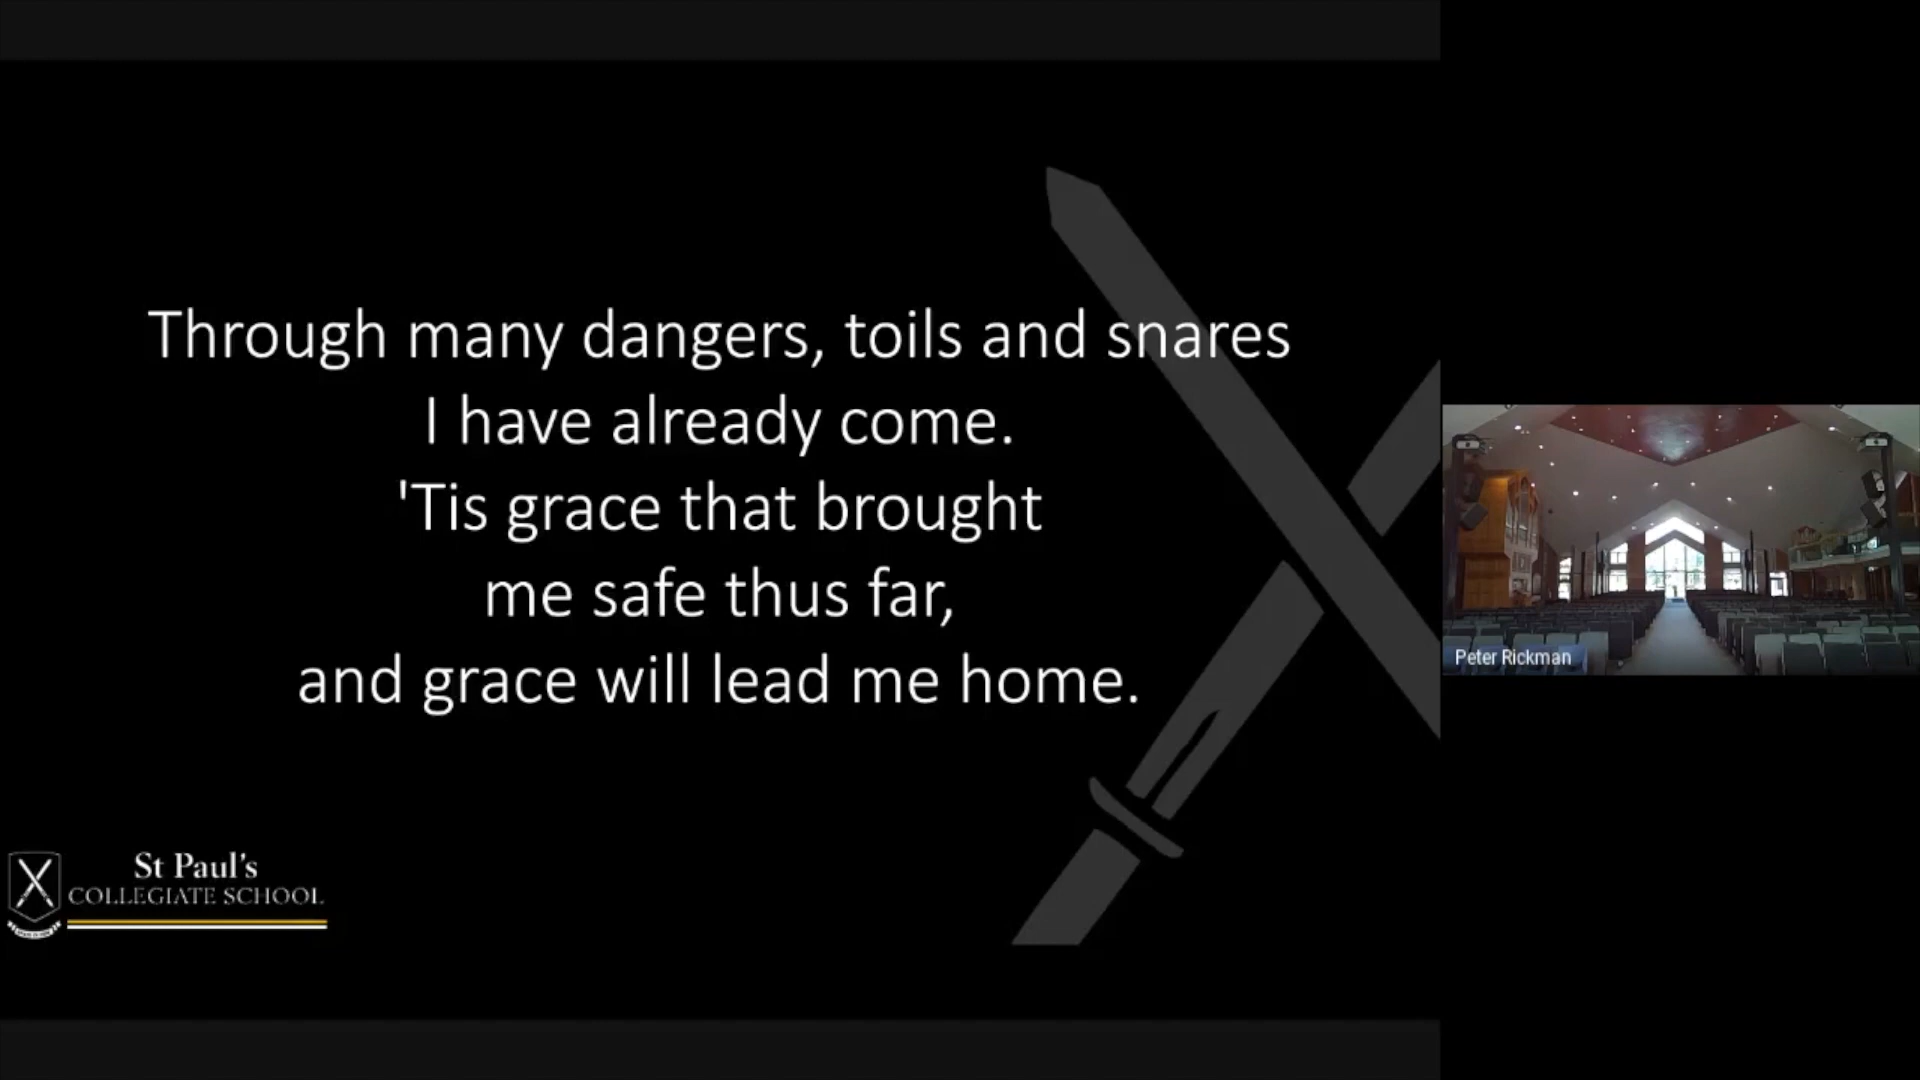 Through many dangers, toils and snares
I have already come.
'Tis grace that brought
me safe thus far,
and grace will lead me home.
St Paul's
COLLEGIATE SCHOOL
Peter Rickman